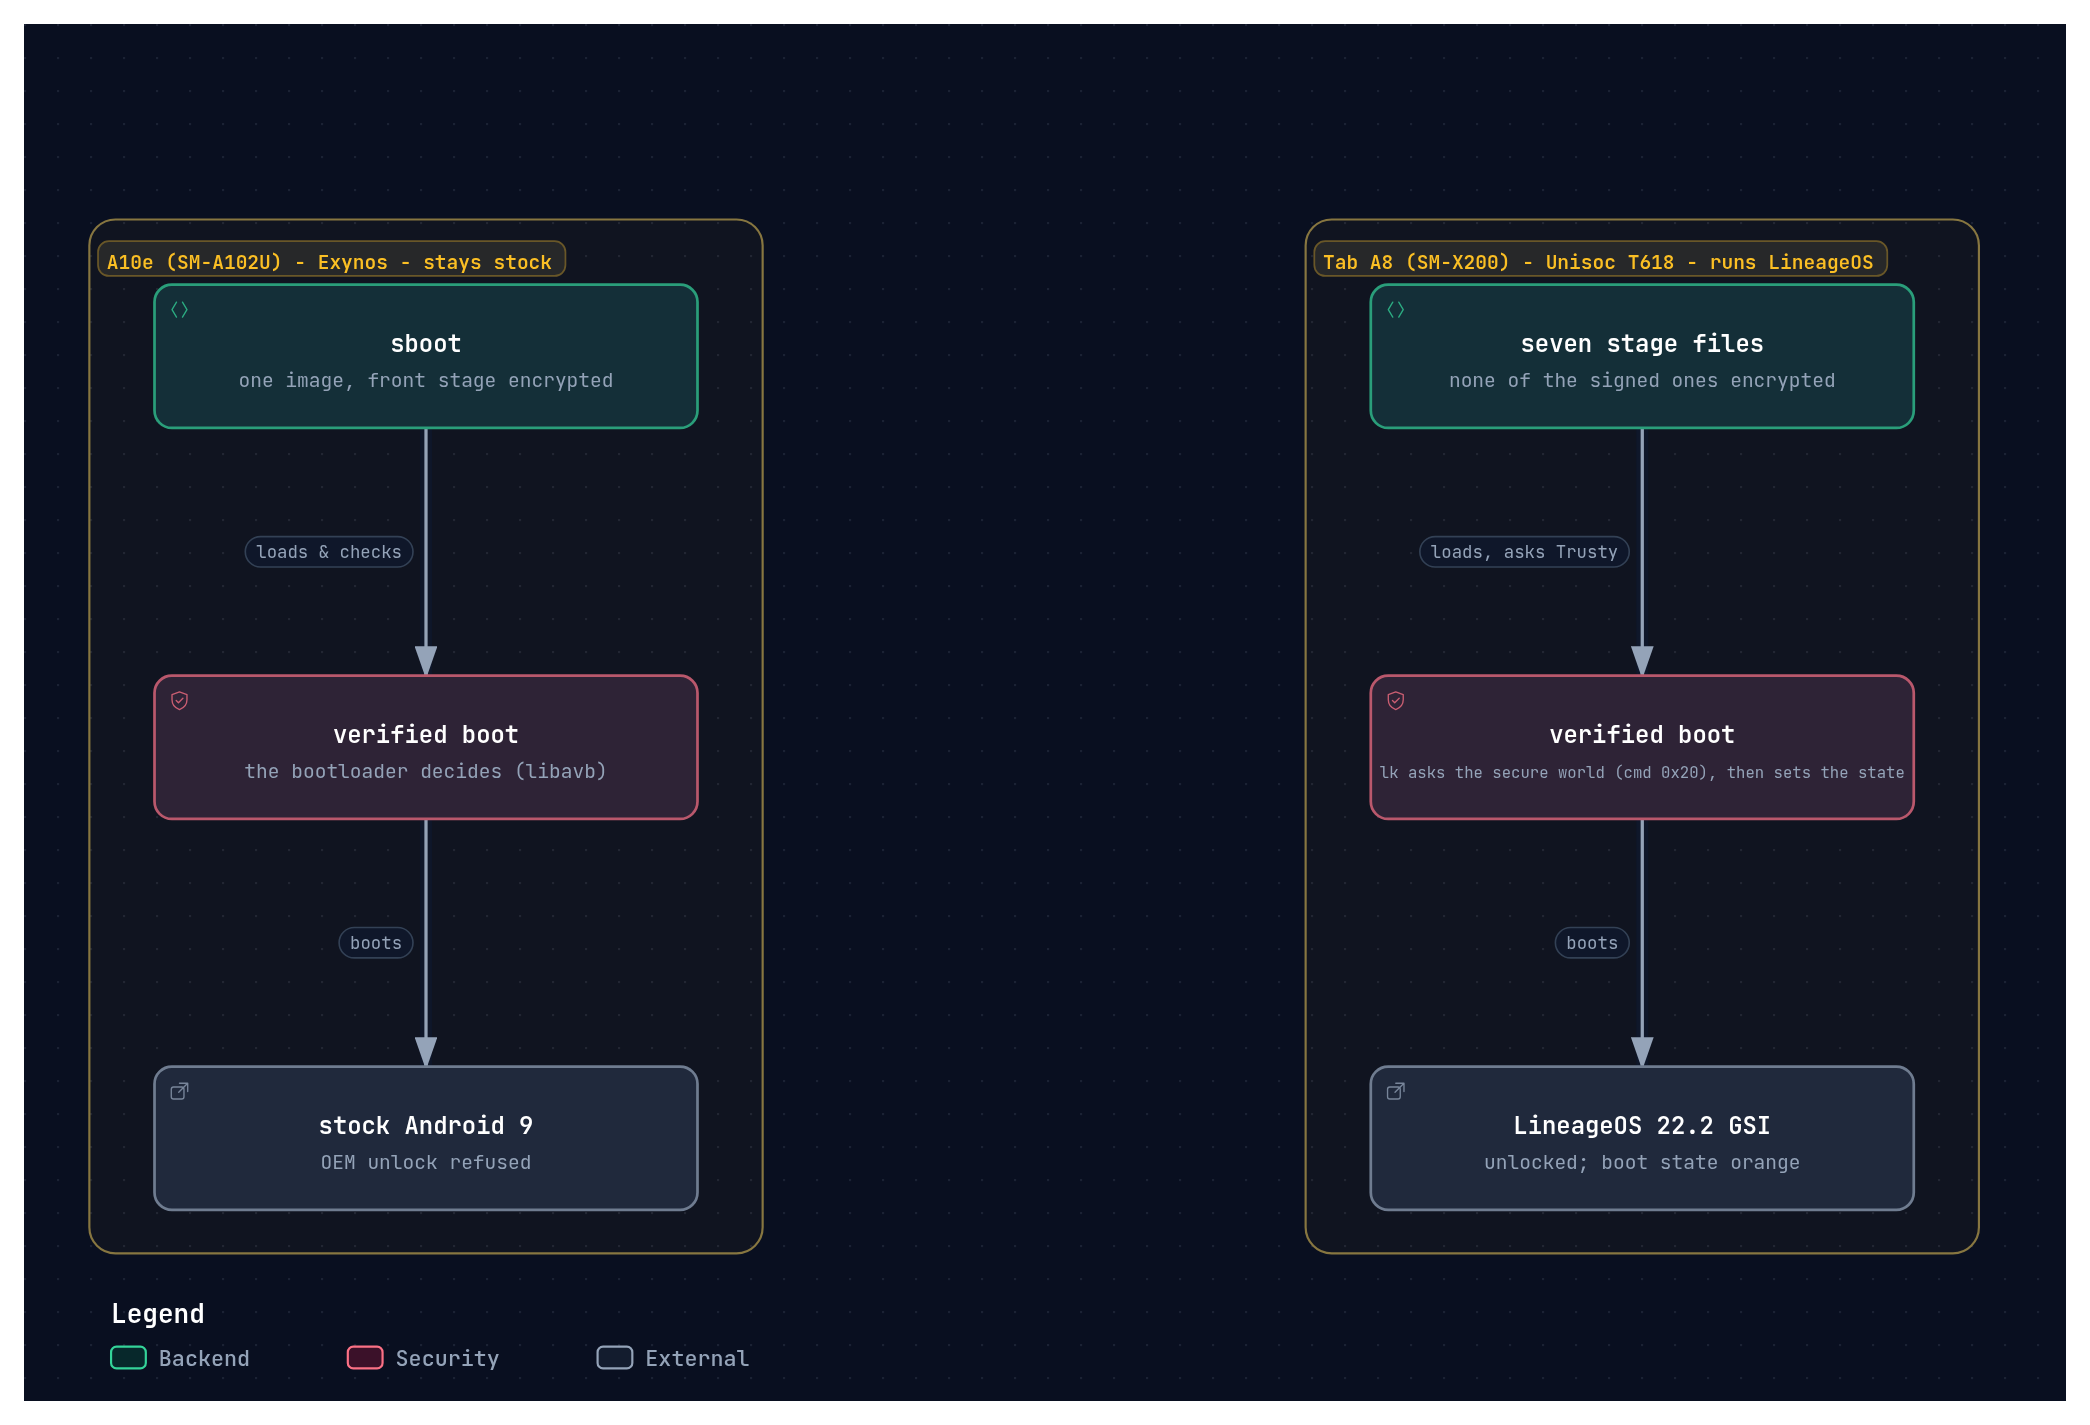 A10e (SM-A102U) - Exynos - stays stock
sboot
one image, front stage encrypted
loads & checks
verified boot
the bootloader decides (libavb)
boots
stock Android 9
OEM unlock refused
Tab A8 (SM-X200) - Unisoc T618 - runs LineageOS
seven stage files
none of the signed ones encrypted
loads, asks Trusty
verified boot
lk asks the secure world (cmd 0x20), then sets the state
boots
LineageOS 22.2 GSI
unlocked; boot state orange
Legend
Backend
Security
External